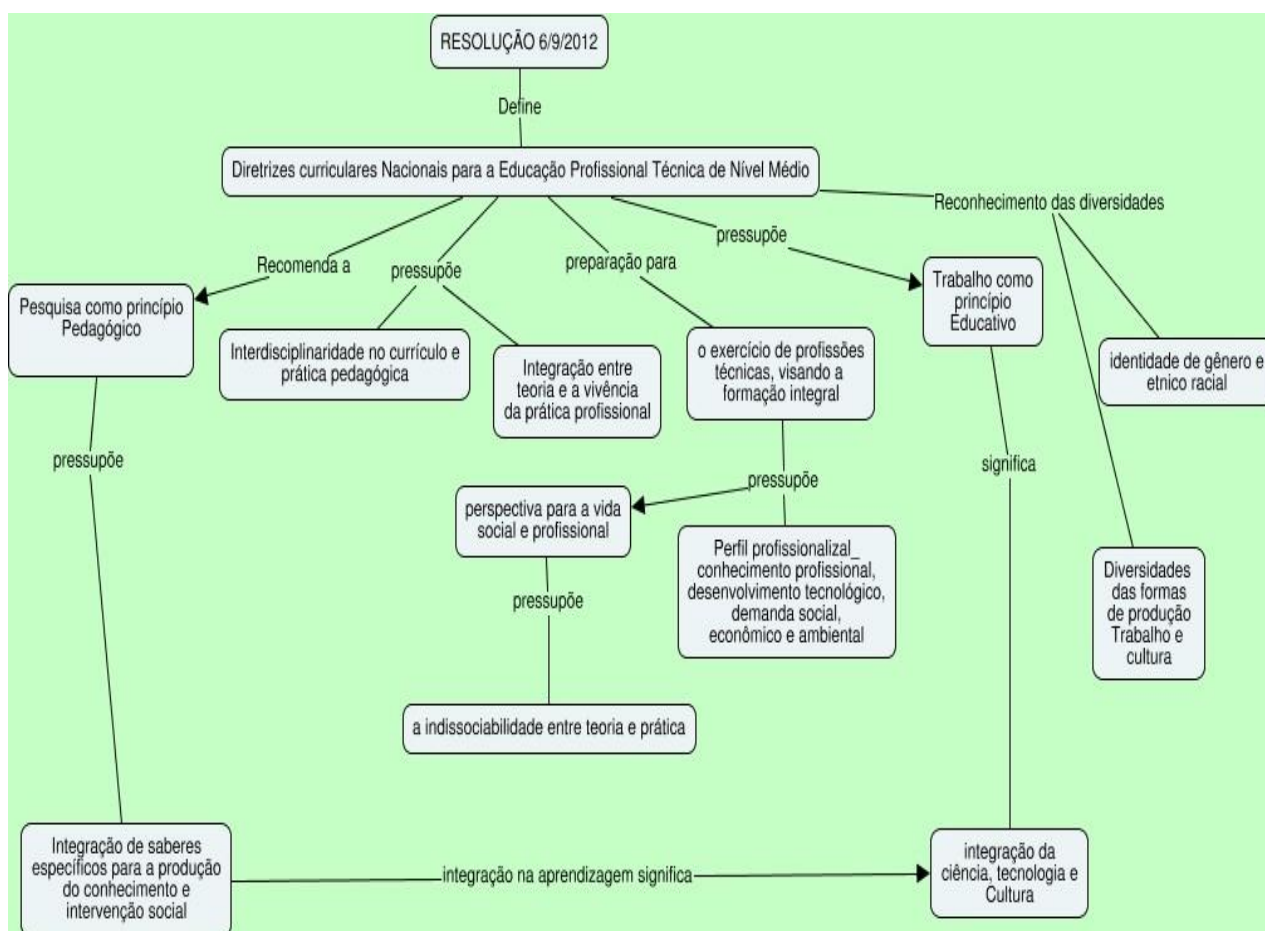 RESOLUÇÃO 6/9/2012
Define
Diretrizes curriculares Nacionais para a Educação Profissional Técnica de Nível Médio
Reconhecimento das diversidades
pressupõe
Recomenda a
pressupõe
preparação para
Pesquisa como princípio
Pedagógico
Interdisciplinaridade no currículo e
prática pedagógica
Integração entre
teoria e a vivência
da prática profissional
o exercício de profissões
técnicas, visando a
formação integral
Trabalho como
princípio
Educativo
identidade de gênero e
etnico racial
pressupõe
pressupõe
significa
perspectiva para a vida
social e profissional
Perfil profissionalizal_
conhecimento profissional,
desenvolvimento tecnológico,
demanda social,
econômico e ambiental
Diversidades
das formas
de produção
Trabalho e
cultura
pressupõe
a indissociabilidade entre teoria e prática
Integração de saberes
específicos para a produção
do conhecimento e
intervenção social
integração na aprendizagem significa
integração da
ciência, tecnologia e
Cultura